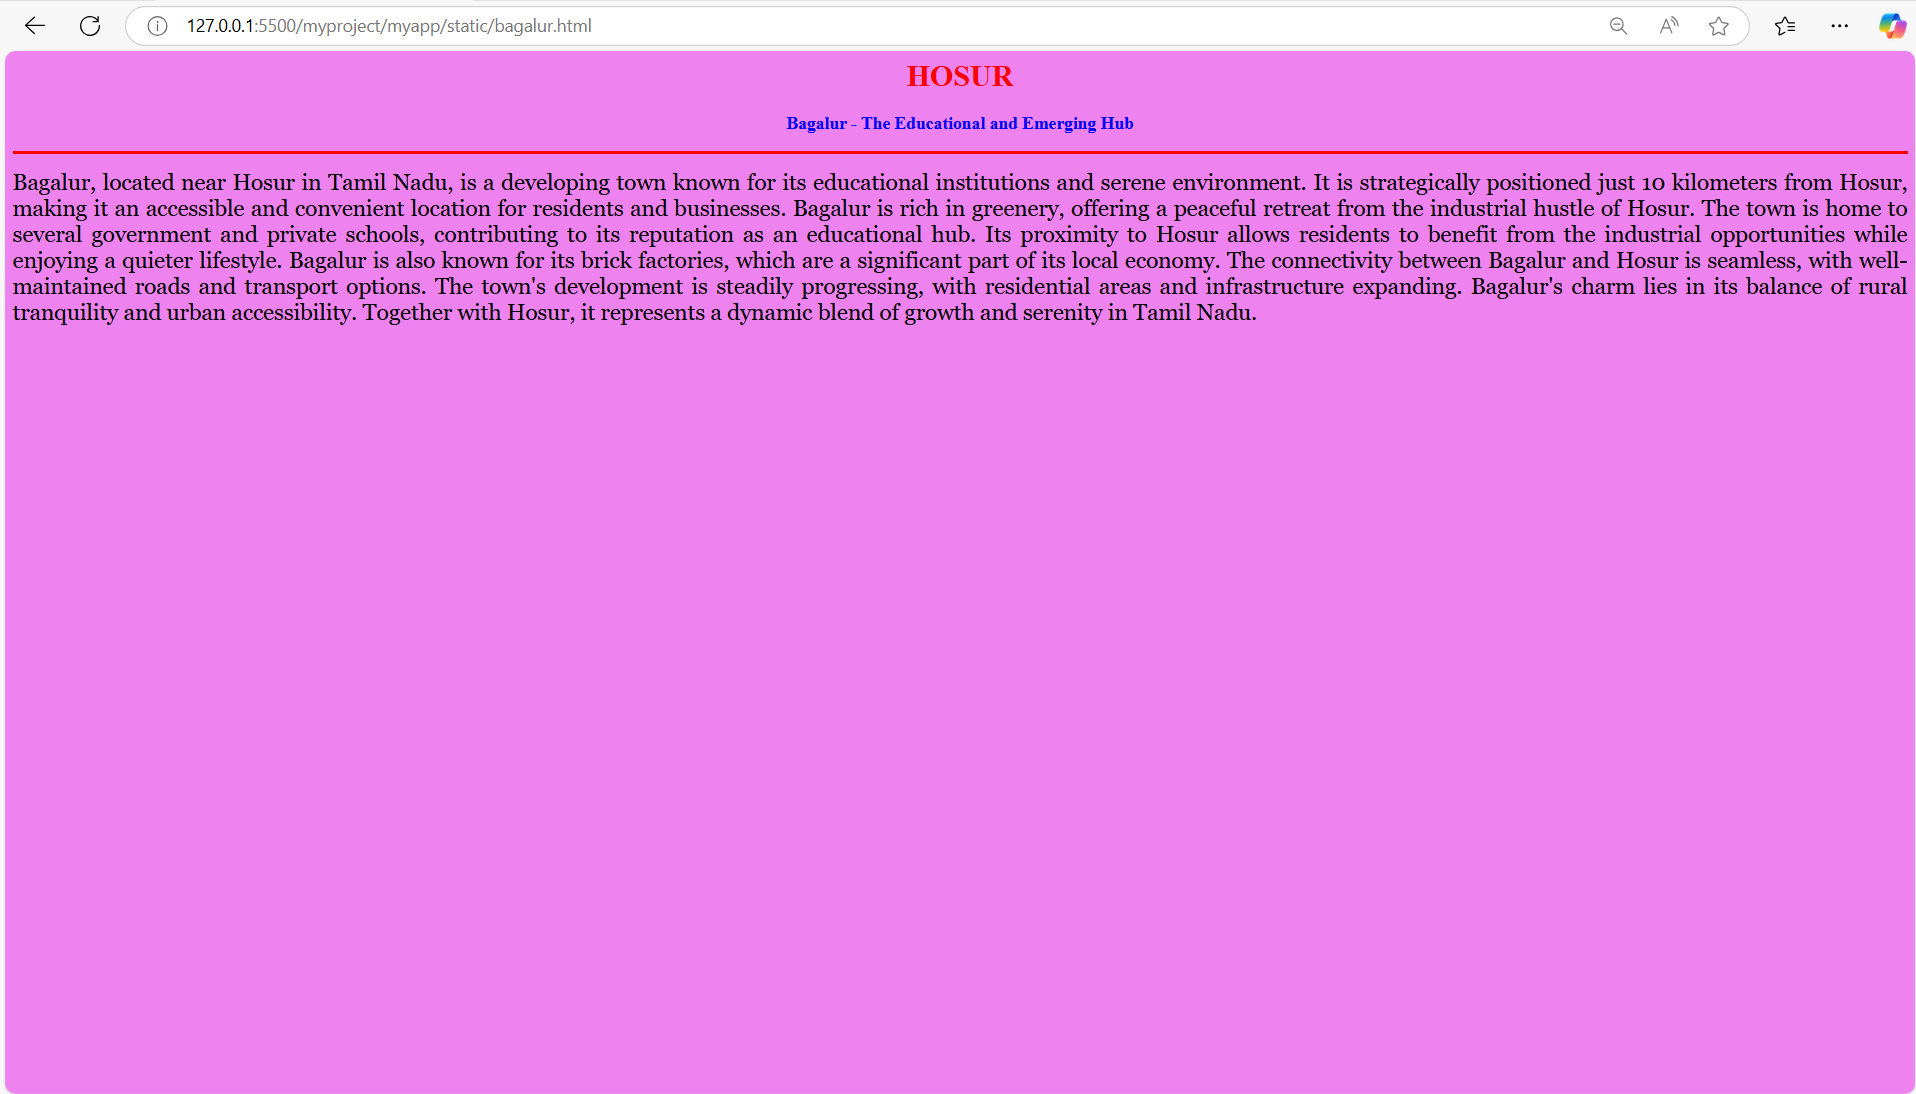 127.0.0.1:5500/myproject/myapp/static/bagalur.html
HOSUR
Bagalur - The Educational and Emerging Hub
Bagalur, located near Hosur in Tamil Nadu, is a developing town known for its educational institutions and serene environment. It is strategically positioned just 10 kilometers from Hosur,
making it an accessible and convenient location for residents and businesses. Bagalur is rich in greenery, offering a peaceful retreat from the industrial hustle of Hosur. The town is home to
several government and private schools, contributing to its reputation as an educational hub. Its proximity to Hosur allows residents to benefit from the industrial opportunities while
enjoying a quieter lifestyle. Bagalur is also known for its brick factories, which are a significant part of its local economy. The connectivity between Bagalur and Hosur is seamless, with well-
maintained roads and transport options. The town's development is steadily progressing, with residential areas and infrastructure expanding. Bagalur's charm lies in its balance of rural
tranquility and urban accessibility. Together with Hosur, it represents a dynamic blend of growth and serenity in Tamil Nadu.